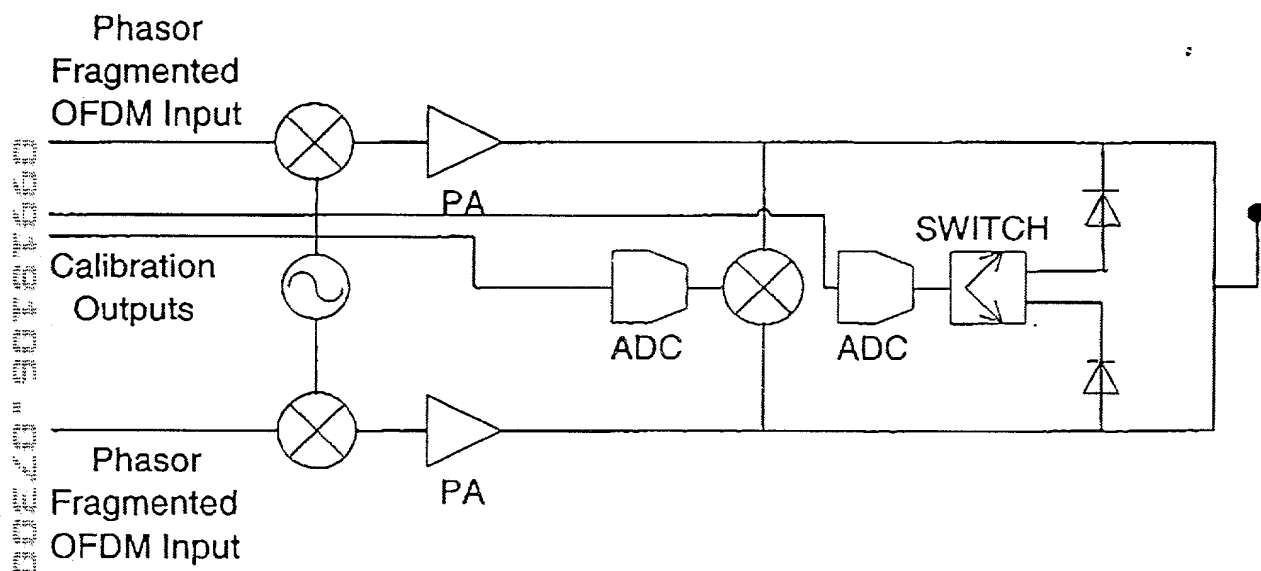 Phasor
Fragmented
OFDM Input
PA
SWITCH
Calibration
Outputs
ADC
ADC
Phasor
Fragmented
OFDM Input
PA